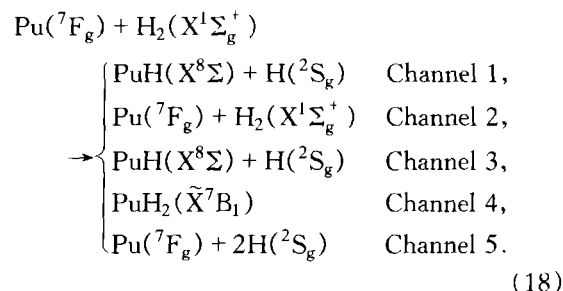 Pu(⁷F_g) + H₂(X¹Σ_g⁺)
PuH(X⁸Σ) + H(²S_g) Channel 1,
Pu(⁷F_g) + H₂(X¹Σ_g⁺) Channel 2,
→ { PuH(X⁸Σ) + H(²S_g) Channel 3,
PuH₂(X̃⁷B₁) Channel 4,
Pu(⁷F_g) + 2H(²S_g) Channel 5.
(18)